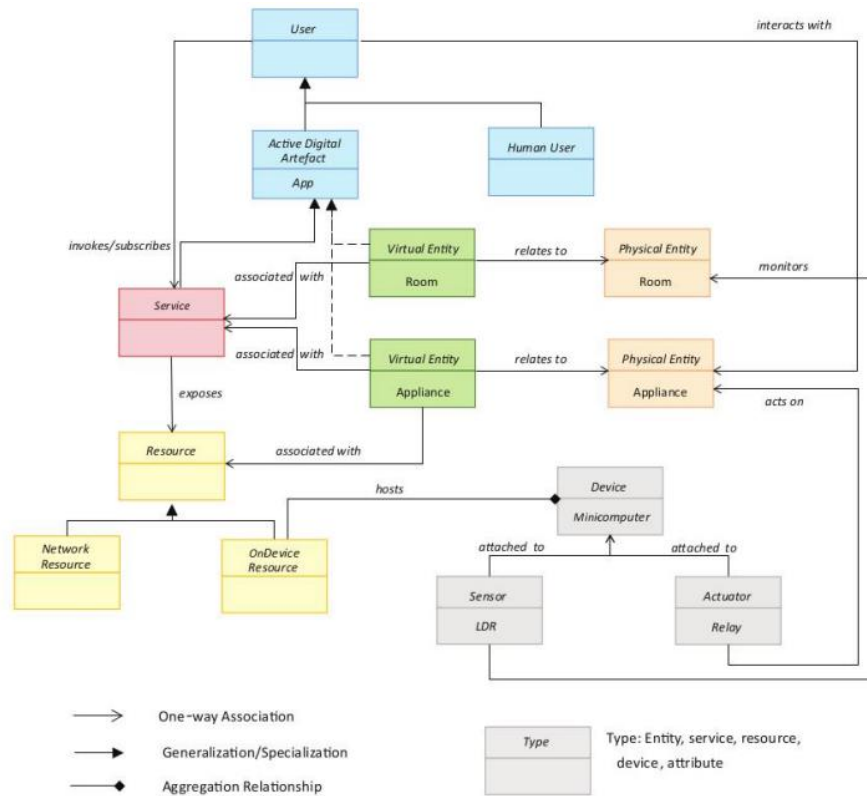 User
interacts with
Active Digital
Artefact
App
Human User
invokes/subscribes
Virtual Entity
Room
relates to
Physical Entity
Room
associated with
monitors
Service
associated with
Virtual Entity
Appliance
relates to
Physical Entity
Appliance
exposes
acts on
Resource
associated with
hosts
Device
Minicomputer
Network
Resource
OnDevice
Resource
attached to
attached to
Sensor
LDR
Actuator
Relay
One-way Association
Generalization/Specialization
Aggregation Relationship
Type
Type: Entity, service, resource,
device, attribute